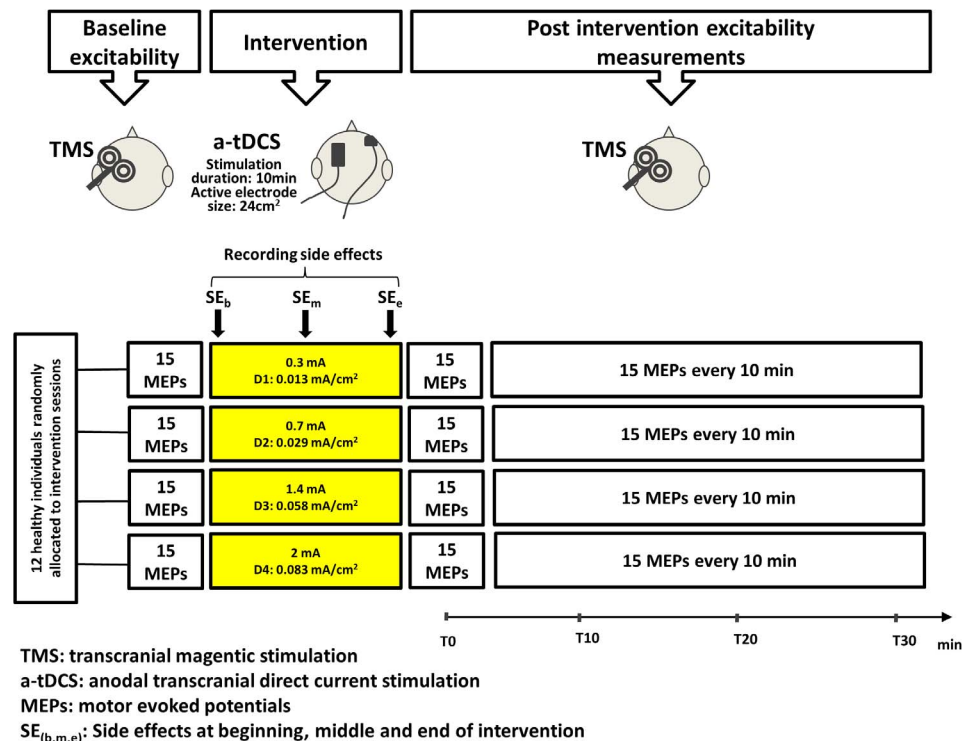 Baseline
excitability
Intervention
Post intervention excitability
measurements
TMS
a-tDCS
Stimulation
duration: 10min
Active electrode
size: 24cm²
TMS
Recording side effects
SE_b
SE_m
SE_e
12 healthy individuals randomly
allocated to intervention sessions
15
MEPs
0.3 mA
D1: 0.013 mA/cm²
15
MEPs
15 MEPs every 10 min
15
MEPs
0.7 mA
D2: 0.029 mA/cm²
15
MEPs
15 MEPs every 10 min
15
MEPs
1.4 mA
D3: 0.058 mA/cm²
15
MEPs
15 MEPs every 10 min
15
MEPs
2 mA
D4: 0.083 mA/cm²
15
MEPs
15 MEPs every 10 min
T0 T10 T20 T30 min
TMS: transcranial magentic stimulation
a-tDCS: anodal transcranial direct current stimulation
MEPs: motor evoked potentials
SE(b,m,e): Side effects at beginning, middle and end of intervention